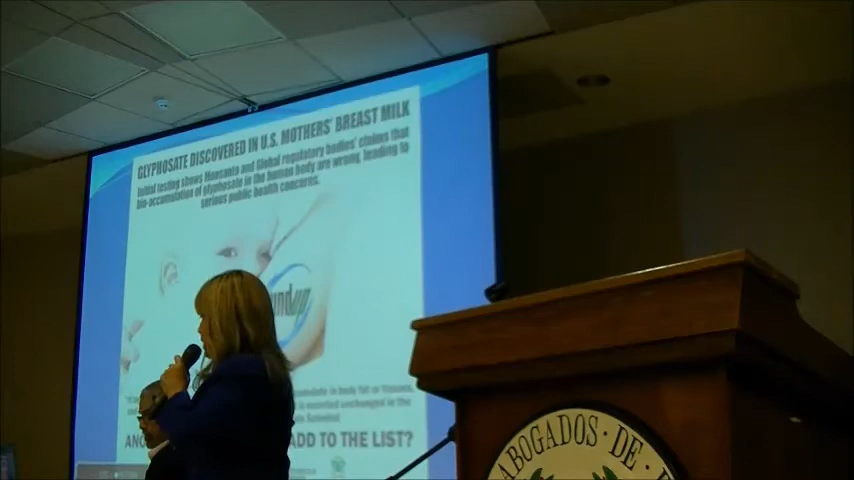 GLYPHOSATE DISCOVERED IN U.S. MOTHERS' BREAST MILK
Initial testing shows Monsanto and Global regulatory bodies' claims that
bio-accumulation of glyphosate in the human body are wrong, leading to
serious public health concerns.
undup
ADD TO THE LIST?
ABOGADOS DE